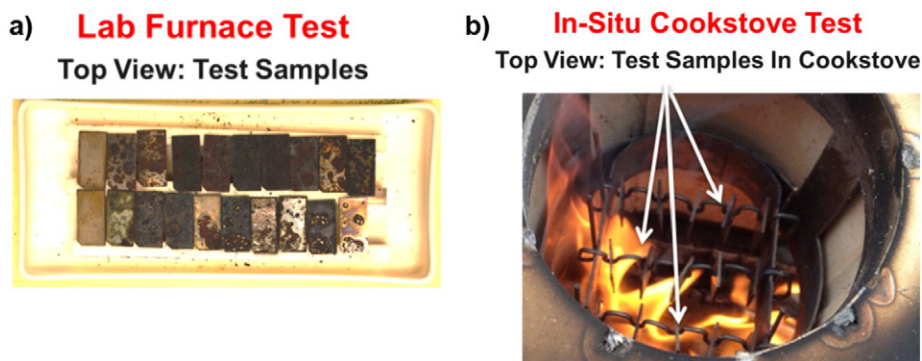 a) Lab Furnace Test
Top View: Test Samples
b) In-Situ Cookstove Test
Top View: Test Samples In Cookstove